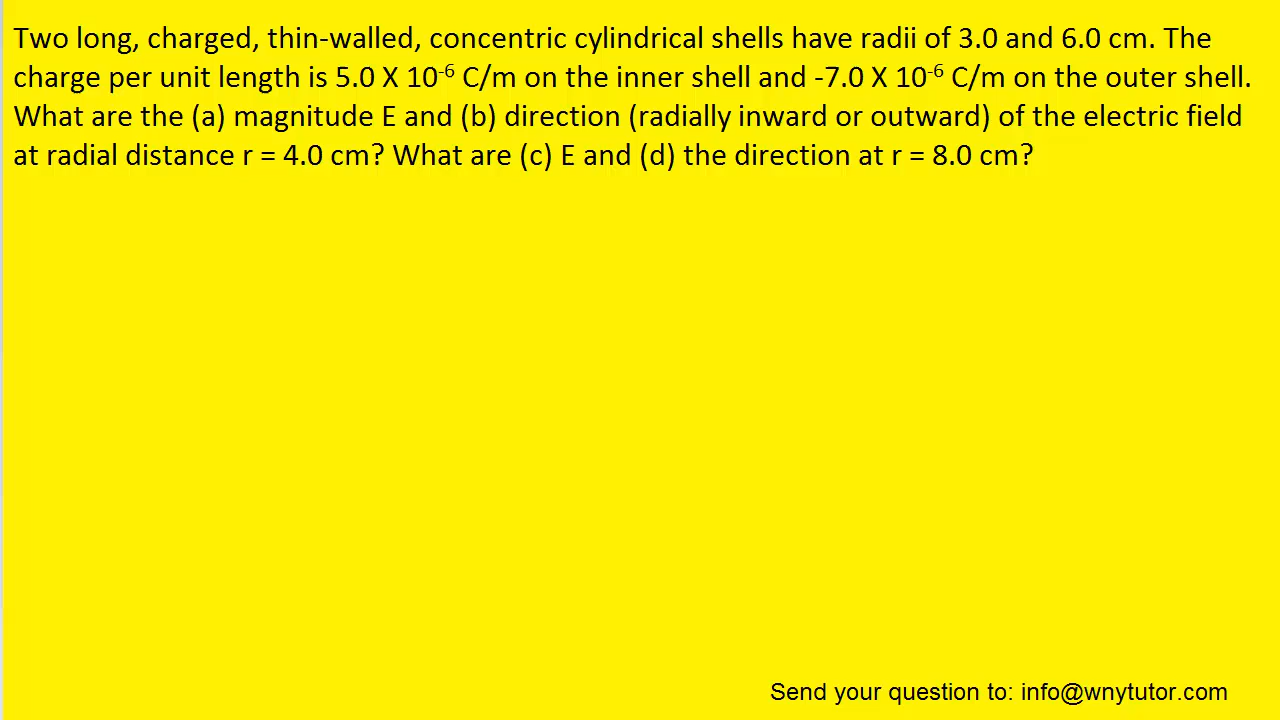 Two long, charged, thin-walled, concentric cylindrical shells have radii of 3.0 and 6.0 cm. The
charge per unit length is 5.0 X 10⁻⁶ C/m on the inner shell and -7.0 X 10⁻⁶ C/m on the outer shell.
What are the (a) magnitude E and (b) direction (radially inward or outward) of the electric field
at radial distance r = 4.0 cm? What are (c) E and (d) the direction at r = 8.0 cm?
Send your question to: info@wnytutor.com